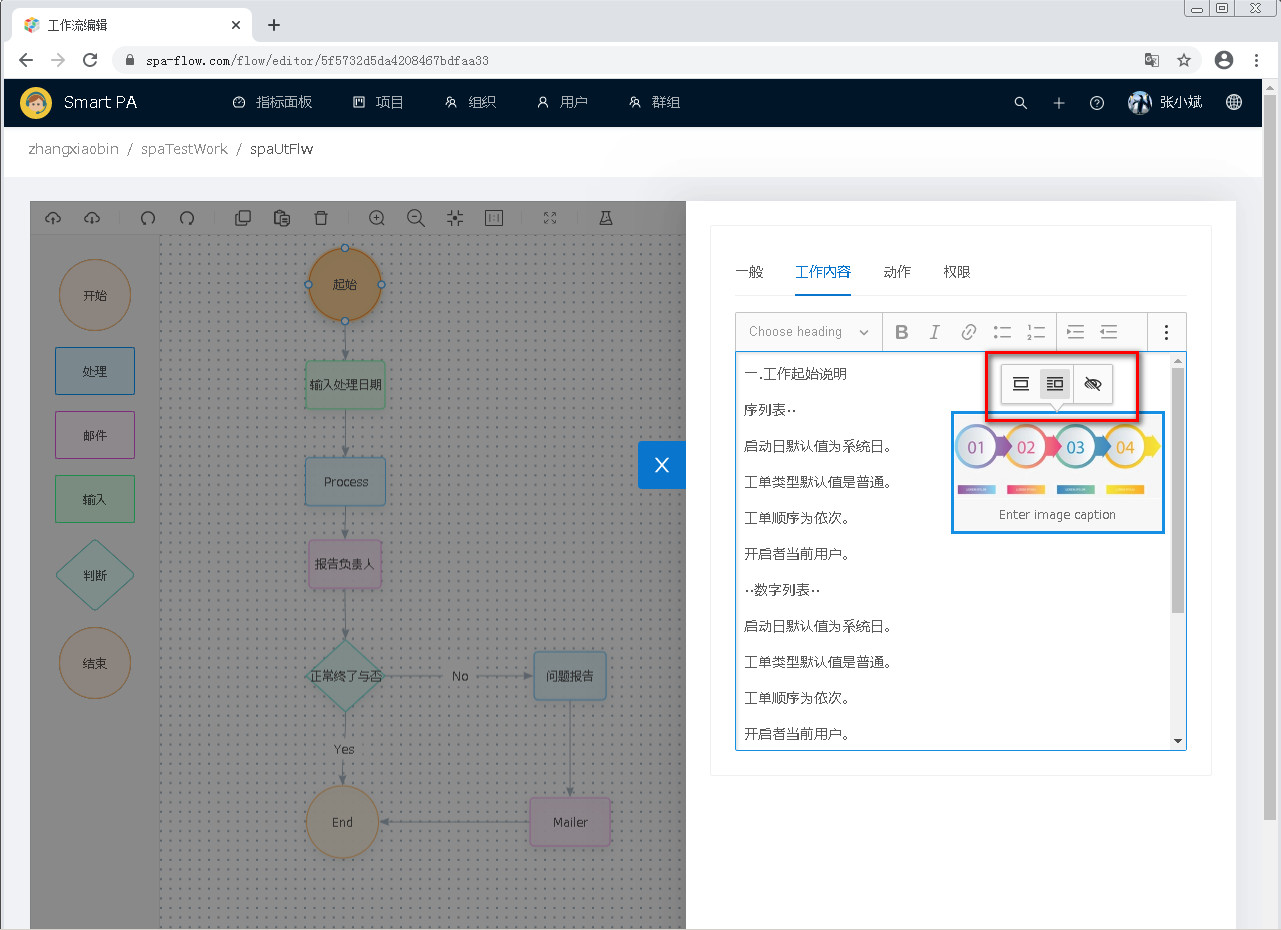 工作流编辑
spa-flow.com/flow/editor/5f5732d5da4208467bdfaa33
Smart PA 指标面板 项目 组织 用户 群组 张小斌
zhangxiaobin / spaTestWork / spaUtFlw
开始
处理
邮件
输入
判断
结束
起始
输入处理日期
Process
报告负责人
正常终了与否
No
问题报告
Yes
End
Mailer
一般 工作内容 动作 权限
Choose heading
一.工作起始说明
序列表··
启动日默认值为系统日。
工单类型默认值是普通。
工单顺序为依次。
开启者当前用户。
··数字列表··
启动日默认值为系统日。
工单类型默认值是普通。
工单顺序为依次。
开启者当前用户。
01 02 03 04
Enter image caption